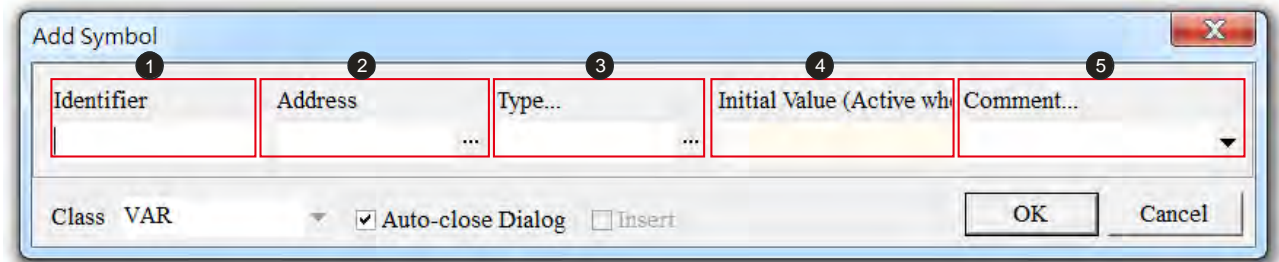 Add Symbol
X
1 2 3 4 5
Identifier Address Type... Initial Value (Active whe Comment...
... ...
Class VAR Auto-close Dialog Insert OK Cancel